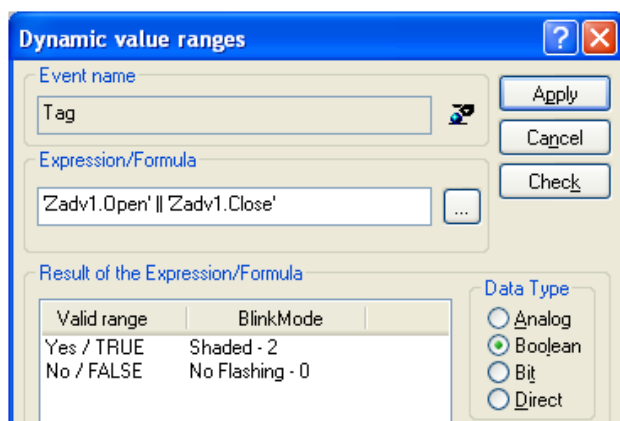 Dynamic value ranges
Event name
Tag
Apply
Cancel
Check
Expression/Formula
'Zadv1.Open' || 'Zadv1.Close'
...
Result of the Expression/Formula
Valid range BlinkMode
Yes / TRUE Shaded - 2
No / FALSE No Flashing - 0
Data Type
Analog
Boolean
Bit
Direct